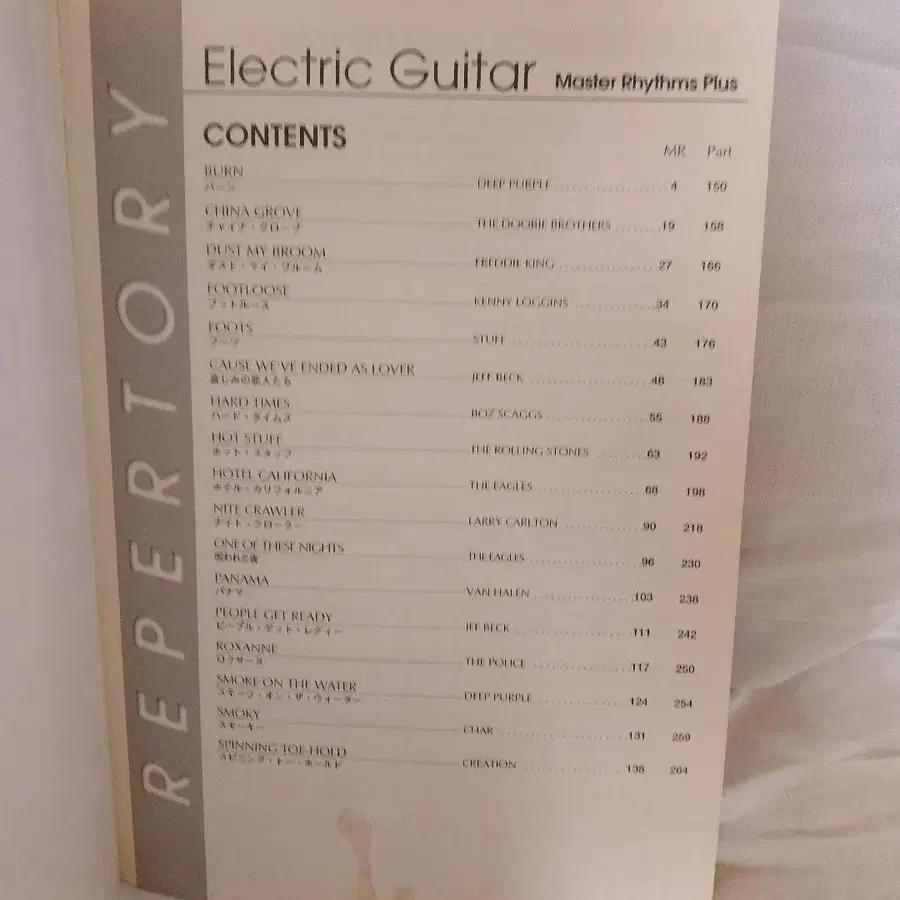 REPERTORY
Electric Guitar Master Rhythms Plus
CONTENTS
MR Part
BURN DEEP PURPLE 4 150
バーン
CHINA GROVE THE DOOBIE BROTHERS 19 158
チャイナ・グローブ
DUST MY BROOM FREDDIE KING 27 166
ダスト・マイ・ブルーム
FOOTLOOSE KENNY LOGGINS 34 170
フットルース
FOOTS STUFF 43 176
フーツ
CAUSE WE'VE ENDED AS LOVER JEFF BECK 48 183
哀しみの恋人たち
HARD TIMES BOZ SCAGGS 55 188
ハード・タイムス
HOT STUFF THE ROLLING STONES 63 192
ホット・スタッフ
HOTEL CALIFORNIA THE EAGLES 68 198
ホテル・カリフォルニア
NITE CRAWLER LARRY CARLTON 90 218
ナイト・クローラー
ONE OF THESE NIGHTS THE EAGLES 96 230
呪われた夜
PANAMA VAN HALEN 103 238
パナマ
PEOPLE GET READY JEF BECK 111 242
ピープル・ゲット・レディー
ROXANNE THE POLICE 117 250
ロクサーヌ
SMOKE ON THE WATER DEEP PURPLE 124 254
スモーク・オン・ザ・ウォーター
SMOKY CHAR 131 259
スモーキー
SPINNING TOE-HOLD CREATION 138 264
スピニング・トー・ホールド